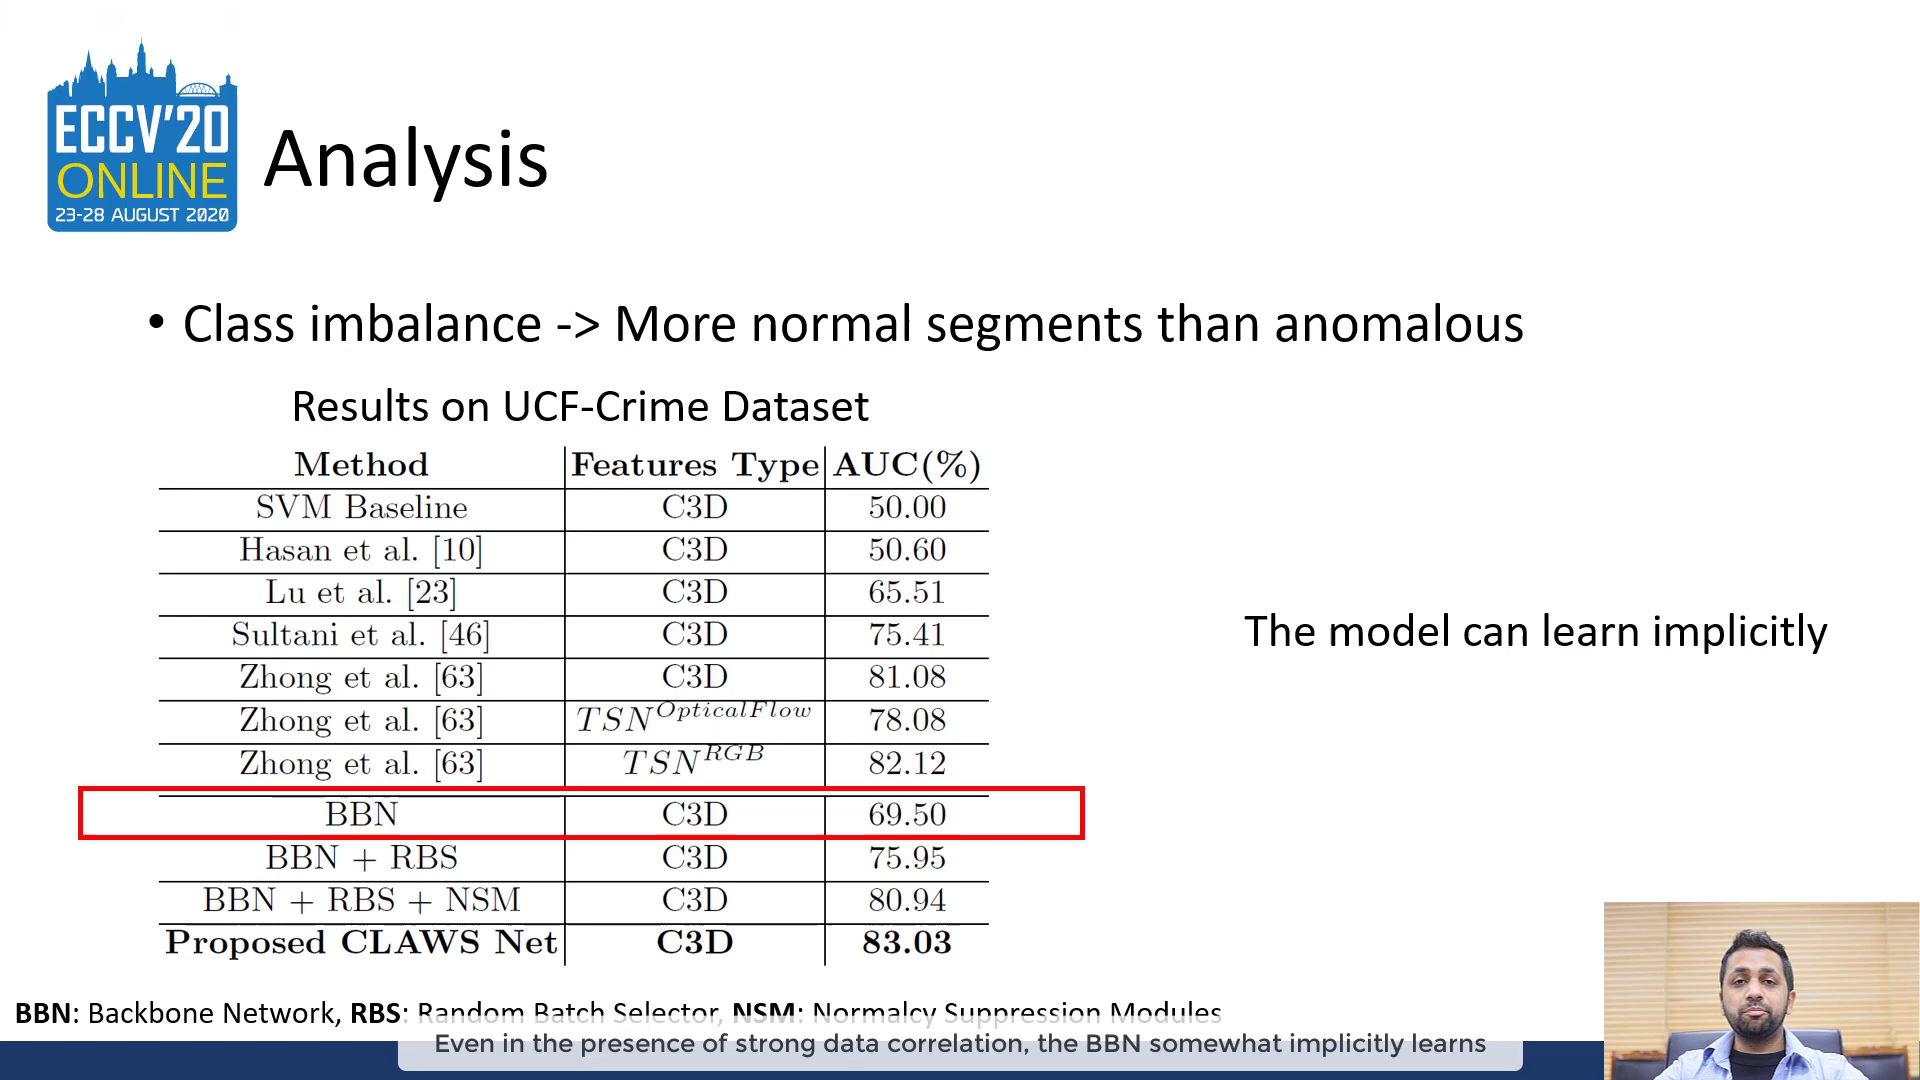 ECCV'20
ONLINE
23-28 AUGUST 2020
Analysis
• Class imbalance -> More normal segments than anomalous
Results on UCF-Crime Dataset
Method Features Type AUC(%)
SVM Baseline C3D 50.00
Hasan et al. [10] C3D 50.60
Lu et al. [23] C3D 65.51
Sultani et al. [46] C3D 75.41
Zhong et al. [63] C3D 81.08
Zhong et al. [63] TSN^OpticalFlow 78.08
Zhong et al. [63] TSN^RGB 82.12
BBN C3D 69.50
BBN + RBS C3D 75.95
BBN + RBS + NSM C3D 80.94
Proposed CLAWS Net C3D 83.03
The model can learn implicitly
BBN: Backbone Network, RBS: Random Batch Selector, NSM: Normalcy Suppression Modules
Even in the presence of strong data correlation, the BBN somewhat implicitly learns